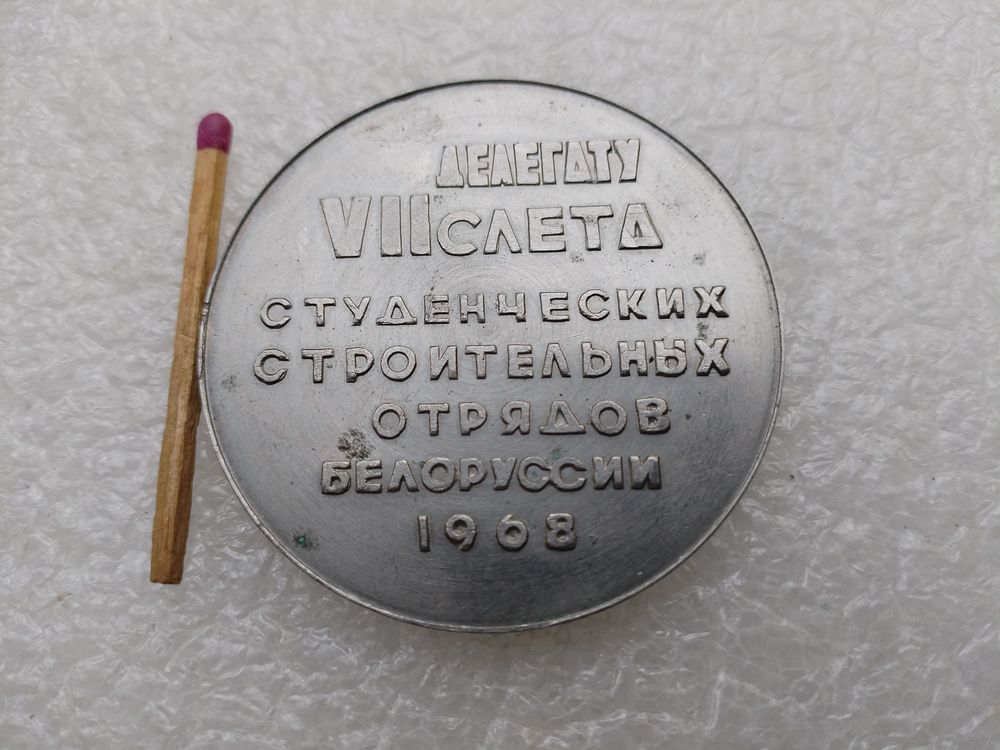 ДЕЛЕГАТУ
VII СЛЕТА
СТУДЕНЧЕСКИХ
СТРОИТЕЛЬНЫХ
ОТРЯДОВ
БЕЛОРУССИИ
1968